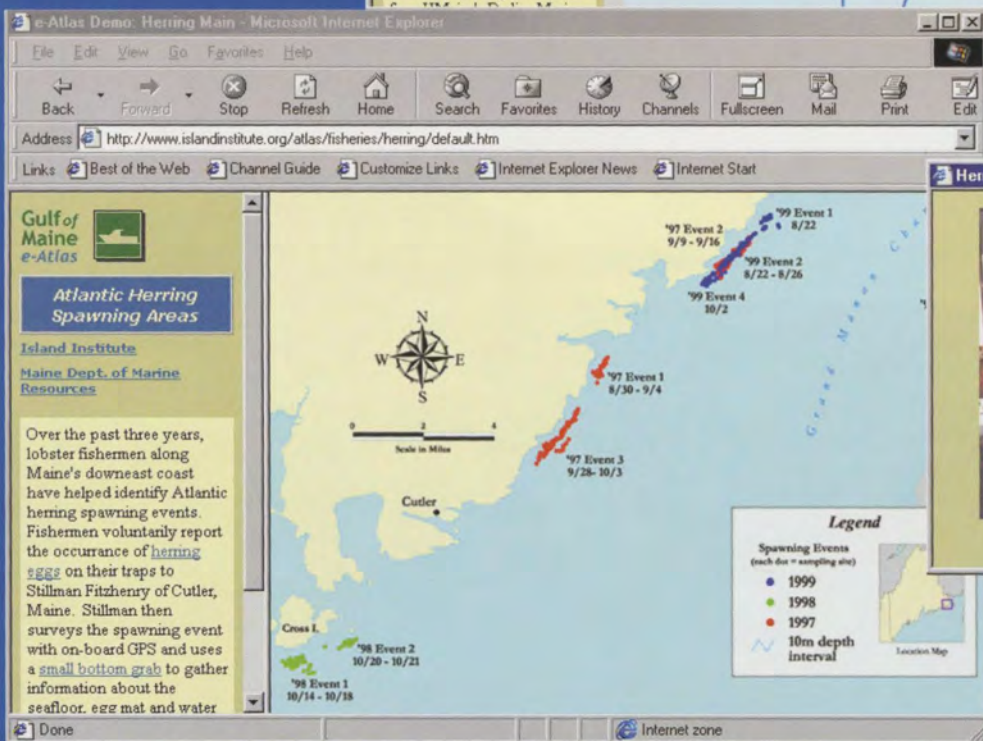 e-Atlas Demo: Herring Main - Microsoft Internet Explorer
File Edit View Go Favorites Help
Back Forward Stop Refresh Home Search Favorites History Channels Fullscreen Mail Print Edit
Address http://www.islandinstitute.org/atlas/fisheries/herring/default.htm
Links Best of the Web Channel Guide Customize Links Internet Explorer News Internet Start
Gulf of
Maine
e-Atlas
Atlantic Herring
Spawning Areas
Island Institute
Maine Dept. of Marine
Resources
Over the past three years,
lobster fishermen along
Maine's downeast coast
have helped identify Atlantic
herring spawning events.
Fishermen voluntarily report
the occurrance of herring
eggs on their traps to
Stillman Fitzhenry of Cutler,
Maine. Stillman then
surveys the spawning event
with on-board GPS and uses
a small bottom grab to gather
information about the
seafloor, egg mat and water
'99 Event 1
8/22
'97 Event 2
9/9 - 9/16
'99 Event 2
8/22 - 8/26
'99 Event 4
10/2
N
W E
S
0 2 4
Scale in Miles
'97 Event 1
8/30 - 9/4
'97 Event 3
9/28- 10/3
Cutler
Cross I.
'98 Event 2
10/20 - 10/21
'98 Event 1
10/14 - 10/18
Grand Manan
Legend
Spawning Events
(each dot = sampling site)
1999
1998
1997
10m depth
interval
Location Map
Her
Done
Internet zone